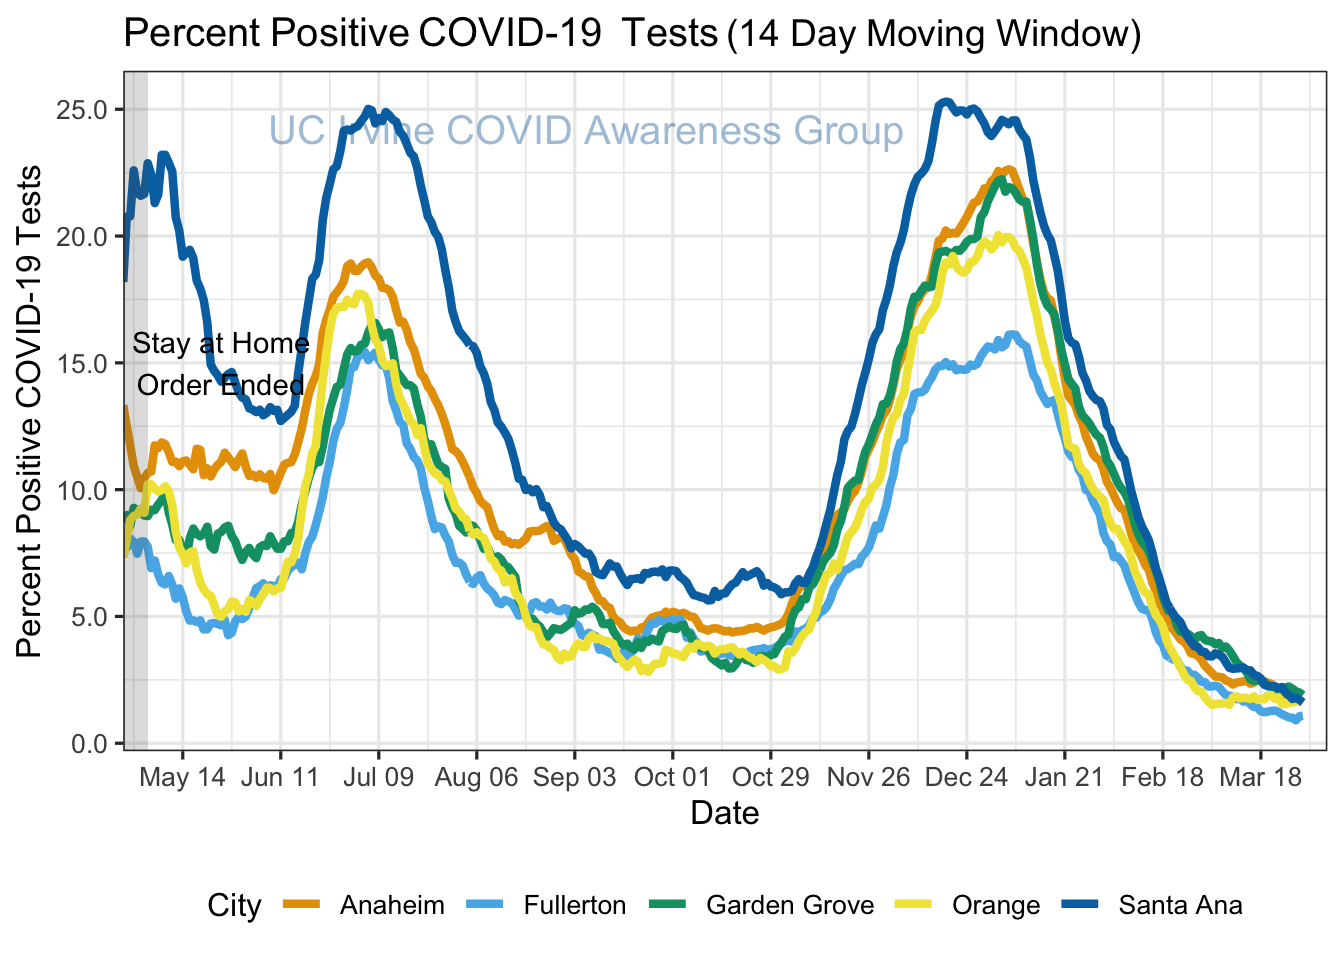 Percent Positive COVID-19 Tests (14 Day Moving Window)
Percent Positive COVID-19 Tests
25.0
20.0
15.0
10.0
5.0
0.0
UC Irvine COVID Awareness Group
Stay at Home
Order Ended
May 14 Jun 11 Jul 09 Aug 06 Sep 03 Oct 01 Oct 29 Nov 26 Dec 24 Jan 21 Feb 18 Mar 18
Date
City Anaheim Fullerton Garden Grove Orange Santa Ana